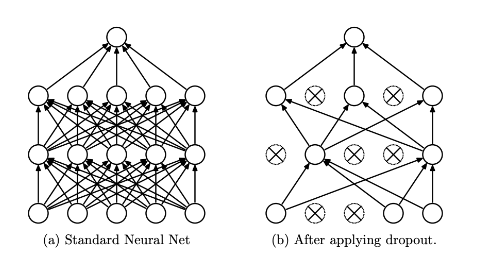 (a) Standard Neural Net
(b) After applying dropout.